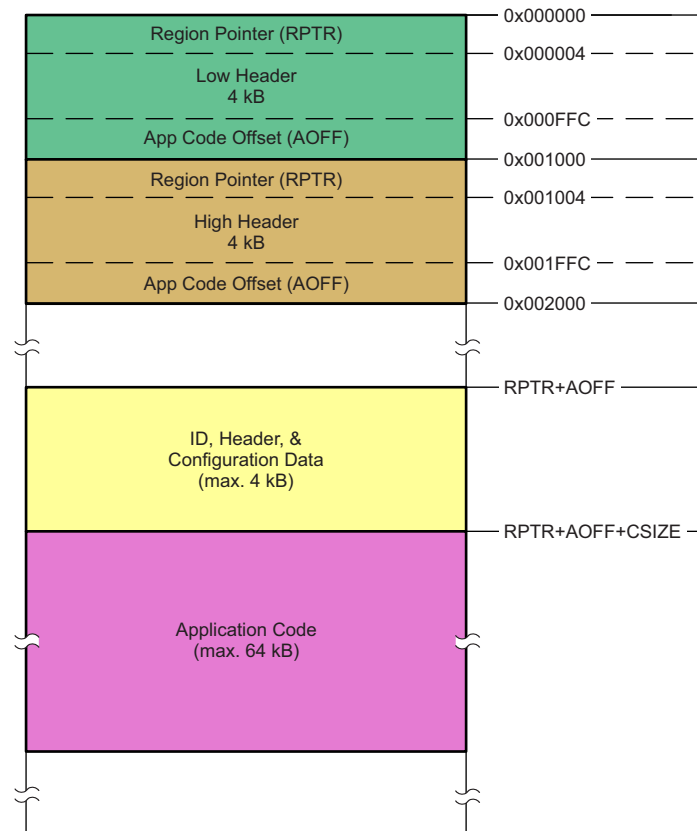 0x000000
Region Pointer (RPTR)
0x000004
Low Header
4 kB
0x000FFC
App Code Offset (AOFF)
0x001000
Region Pointer (RPTR)
0x001004
High Header
4 kB
0x001FFC
App Code Offset (AOFF)
0x002000
RPTR+AOFF
ID, Header, &
Configuration Data
(max. 4 kB)
RPTR+AOFF+CSIZE
Application Code
(max. 64 kB)